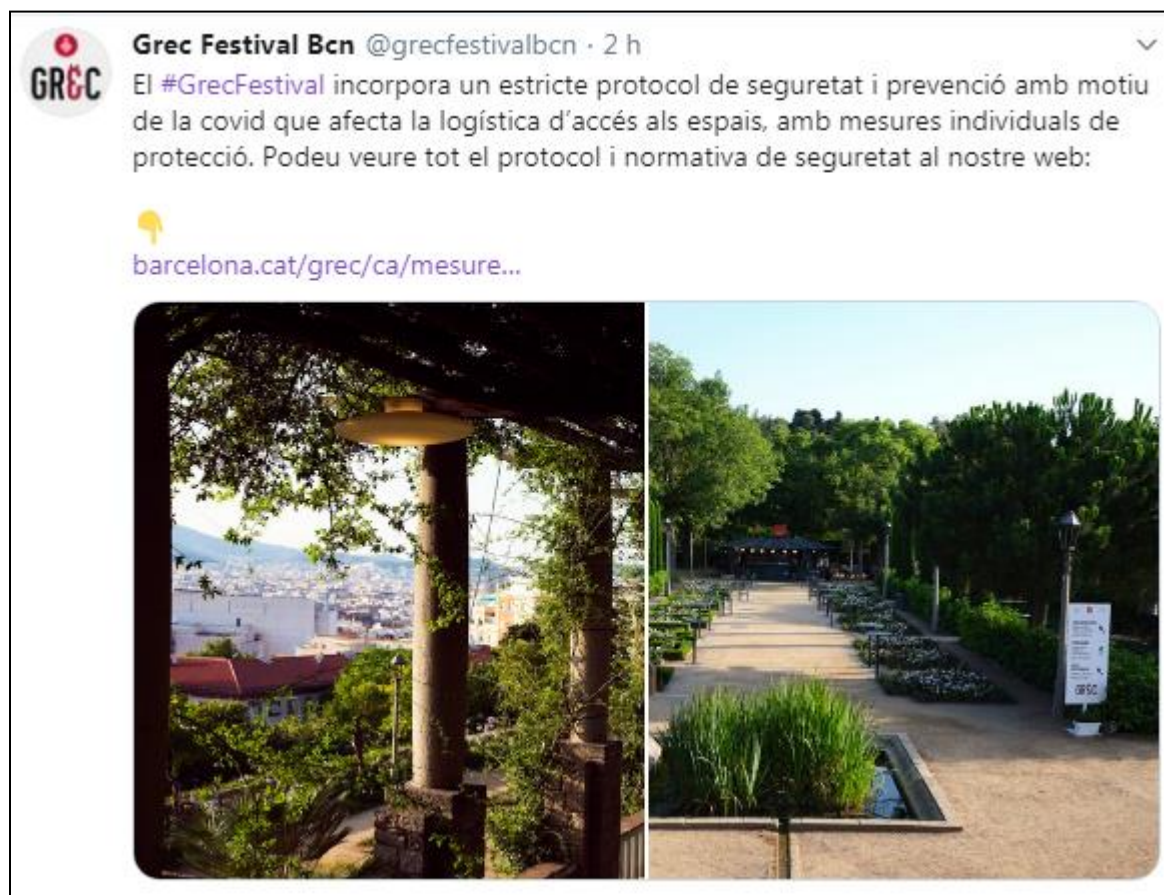 GREC
Grec Festival Bcn @grecfestivalbcn · 2 h
El #GrecFestival incorpora un estricte protocol de seguretat i prevenció amb motiu
de la covid que afecta la logística d’accés als espais, amb mesures individuals de
protecció. Podeu veure tot el protocol i normativa de seguretat al nostre web:
👇
barcelona.cat/grec/ca/mesure...
GREC